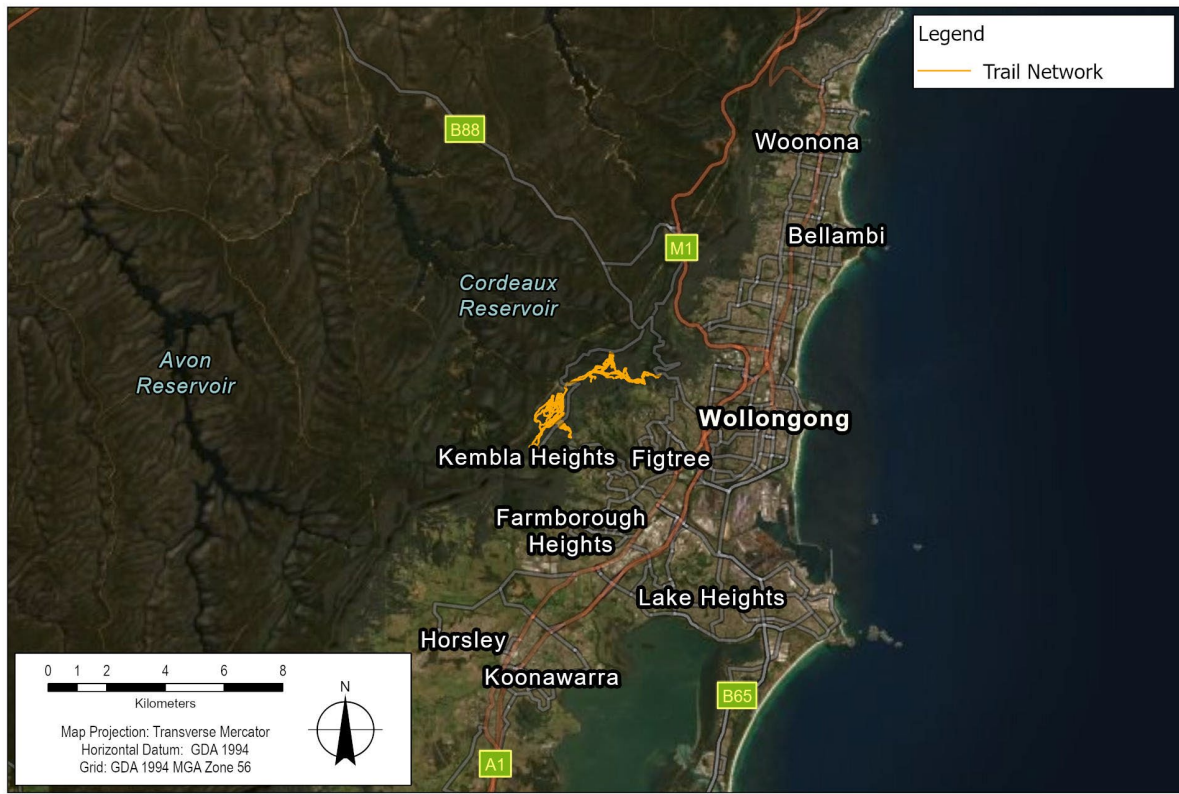 Legend
Trail Network
B88
Woonona
M1
Bellambi
Cordeaux
Reservoir
Avon
Reservoir
Wollongong
Kembla Heights
Figtree
Farmborough
Heights
Lake Heights
Horsley
Koonawarra
B65
A1
0 1 2 4 6 8
Kilometers
N
Map Projection: Transverse Mercator
Horizontal Datum: GDA 1994
Grid: GDA 1994 MGA Zone 56